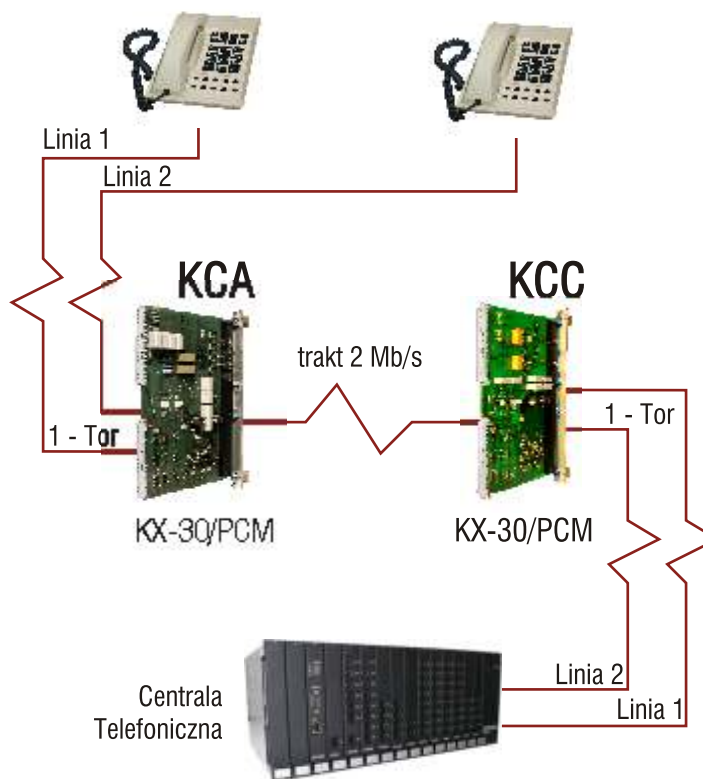 Linia 1
Linia 2
KCA
KCC
trakt 2 Mb/s
1 - Tor
1 - Tor
KX-30/PCM
KX-30/PCM
Linia 2
Centrala
Telefoniczna
Linia 1